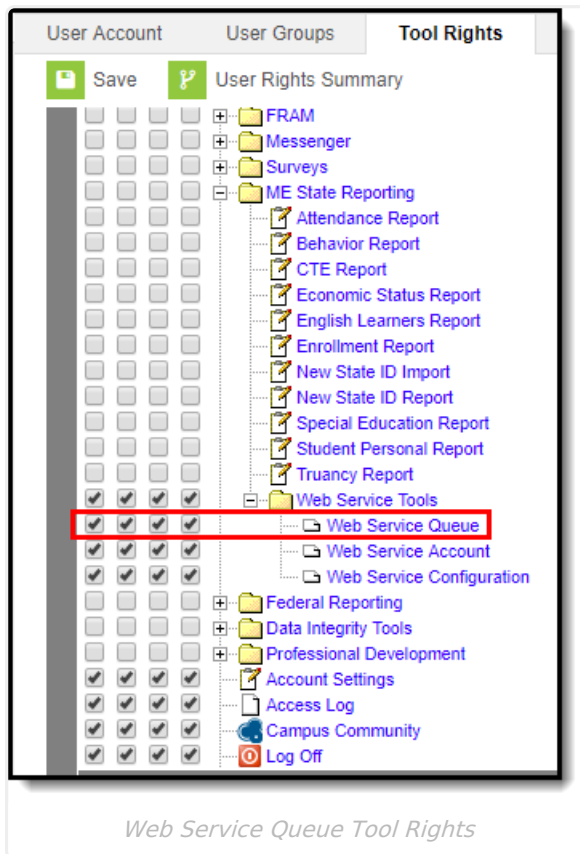 User Account User Groups Tool Rights
Save User Rights Summary
FRAM
Messenger
Surveys
ME State Reporting
Attendance Report
Behavior Report
CTE Report
Economic Status Report
English Learners Report
Enrollment Report
New State ID Import
New State ID Report
Special Education Report
Student Personal Report
Truancy Report
Web Service Tools
Web Service Queue
Web Service Account
Web Service Configuration
Federal Reporting
Data Integrity Tools
Professional Development
Account Settings
Access Log
Campus Community
Log Off
Web Service Queue Tool Rights